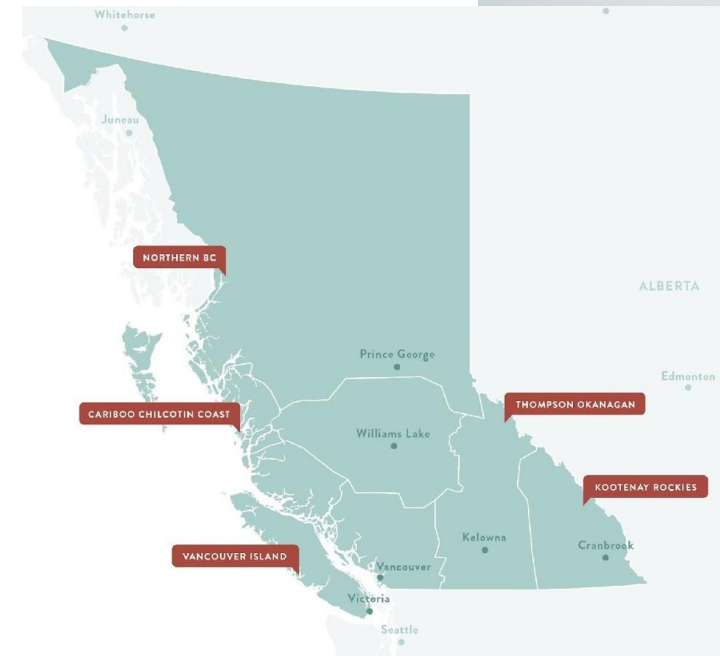 Whitehorse
Juneau
NORTHERN BC
ALBERTA
Prince George
Edmonton
THOMPSON OKANAGAN
CARIBOO CHILCOTIN COAST
Williams Lake
KOOTENAY ROCKIES
Kelowna
Cranbrook
VANCOUVER ISLAND
Vancouver
Victoria
Seattle